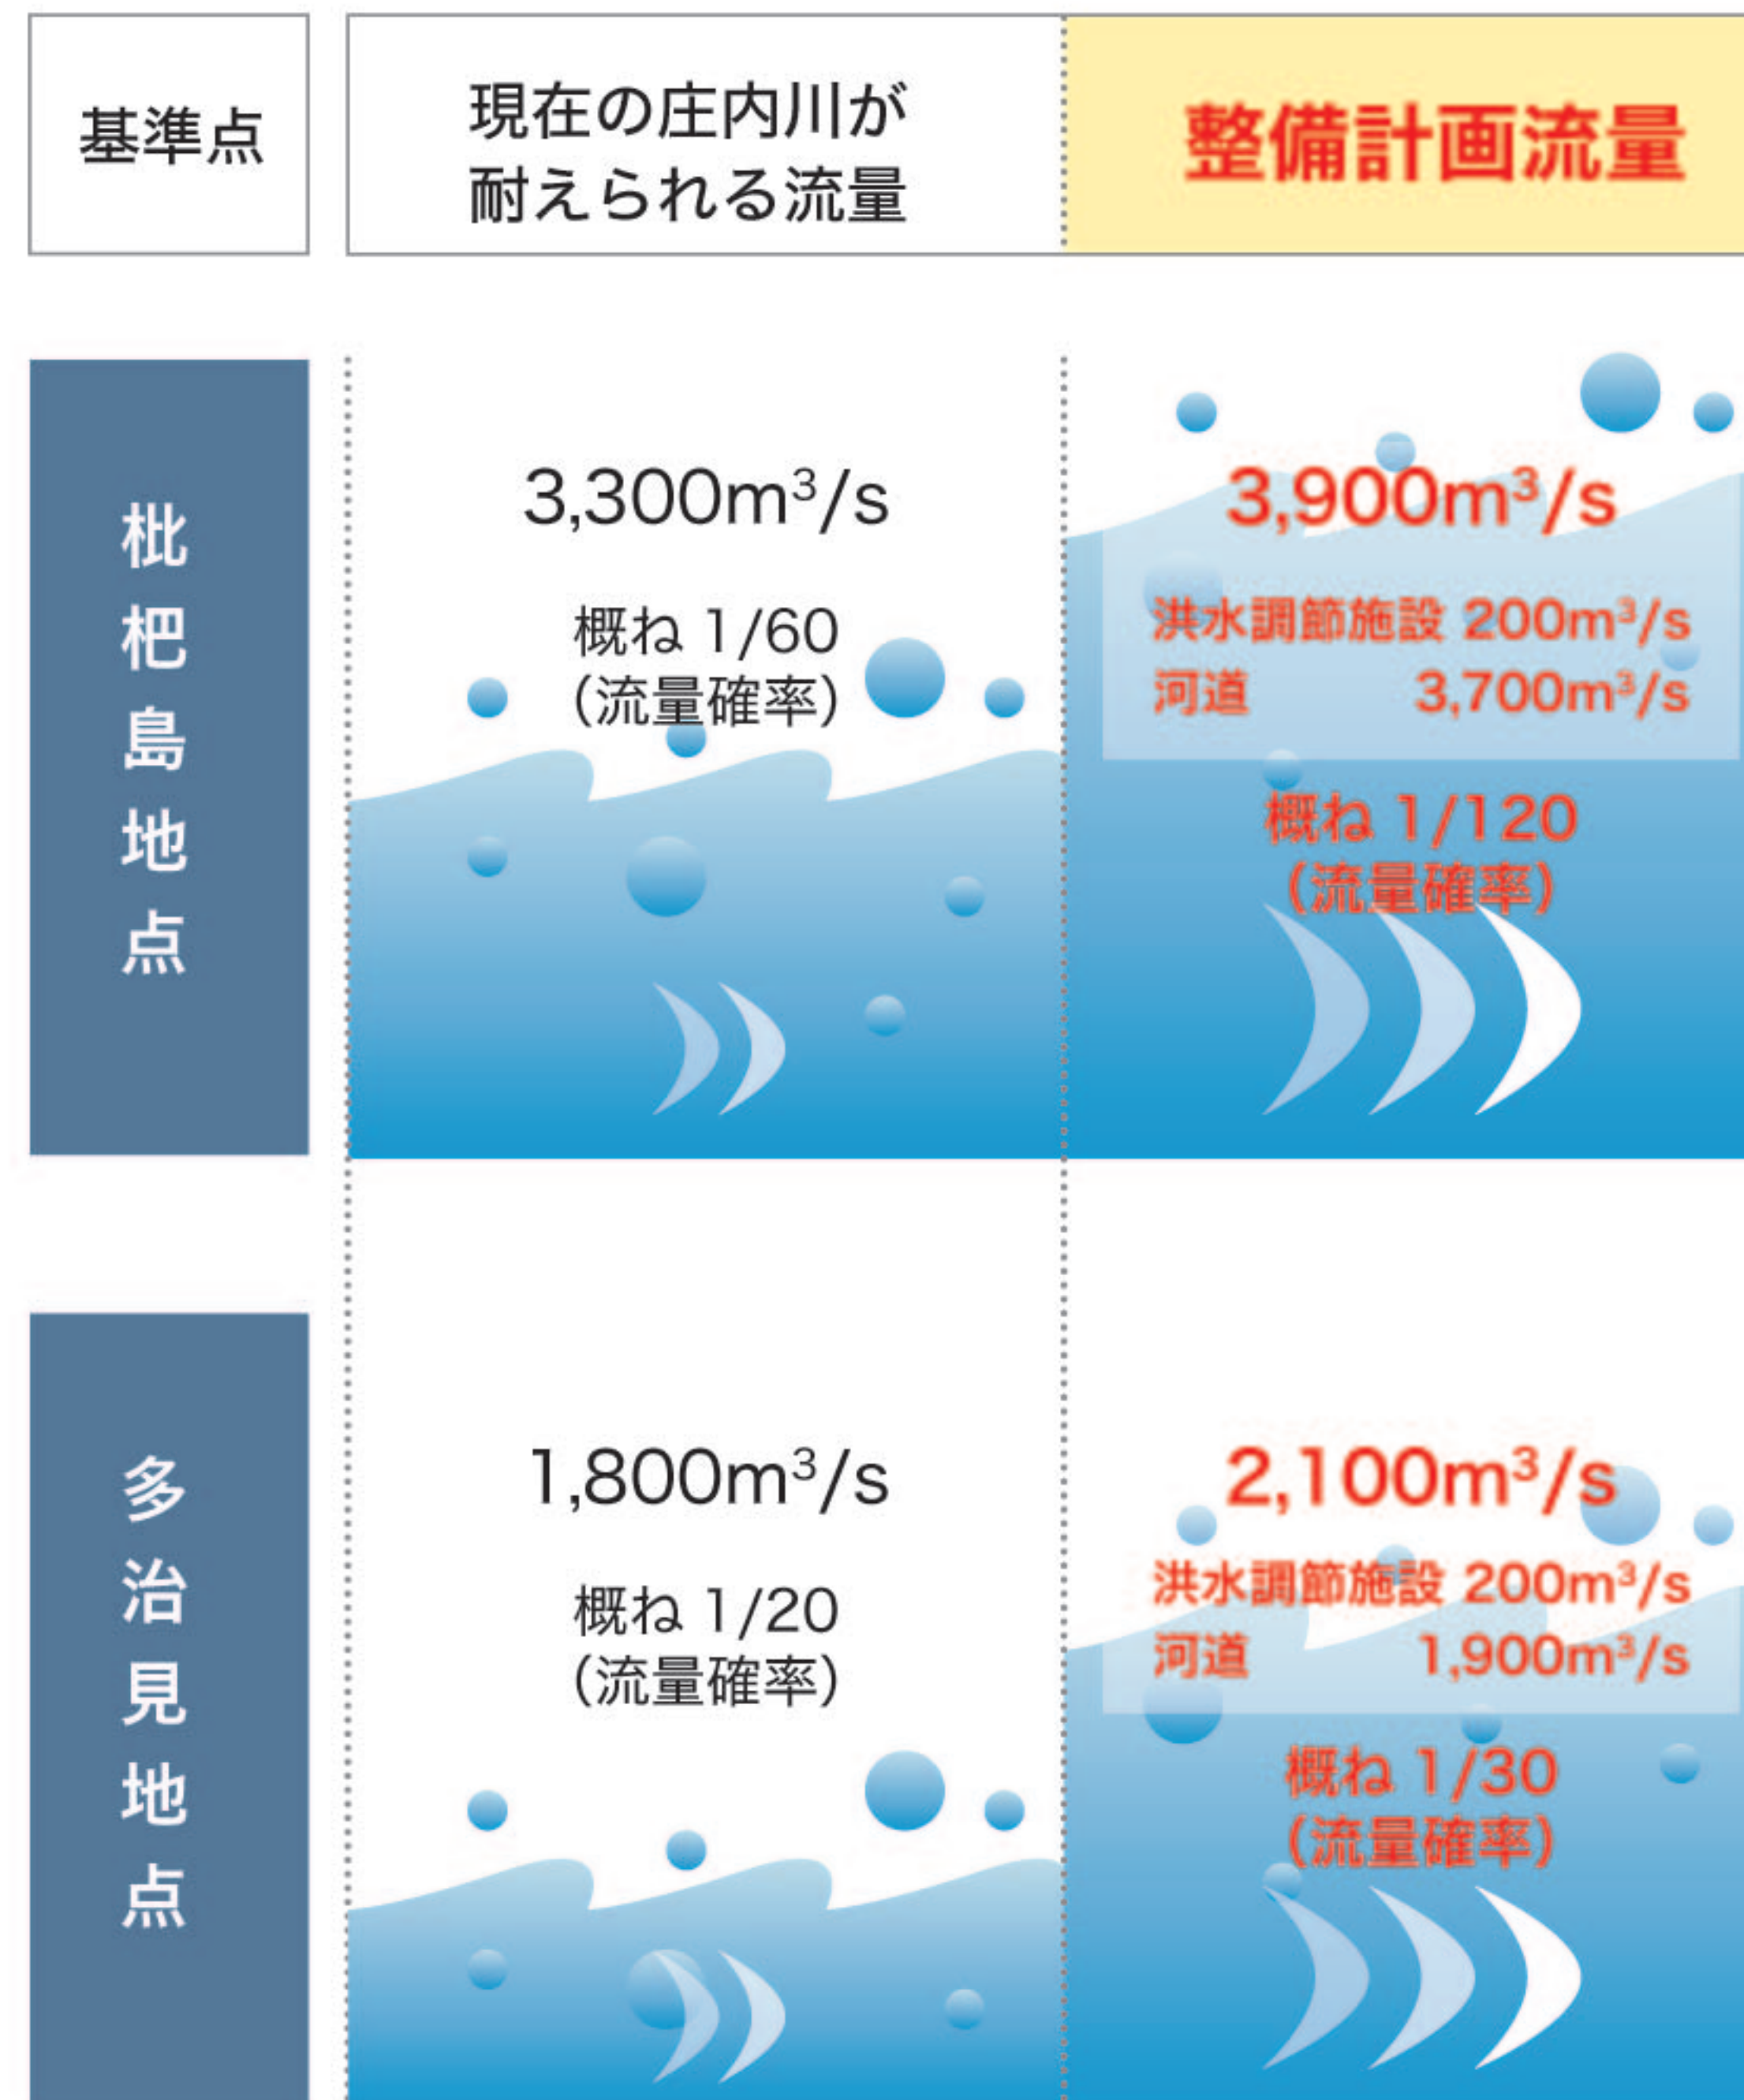 基準点
現在の庄内川が
耐えられる流量
整備計画流量
枇杷島地点
3,300m³/s
概ね 1/60
（流量確率）
3,900m³/s
洪水調節施設 200m³/s
河道 3,700m³/s
概ね 1/120
（流量確率）
多治見地点
1,800m³/s
概ね 1/20
（流量確率）
2,100m³/s
洪水調節施設 200m³/s
河道 1,900m³/s
概ね 1/30
（流量確率）